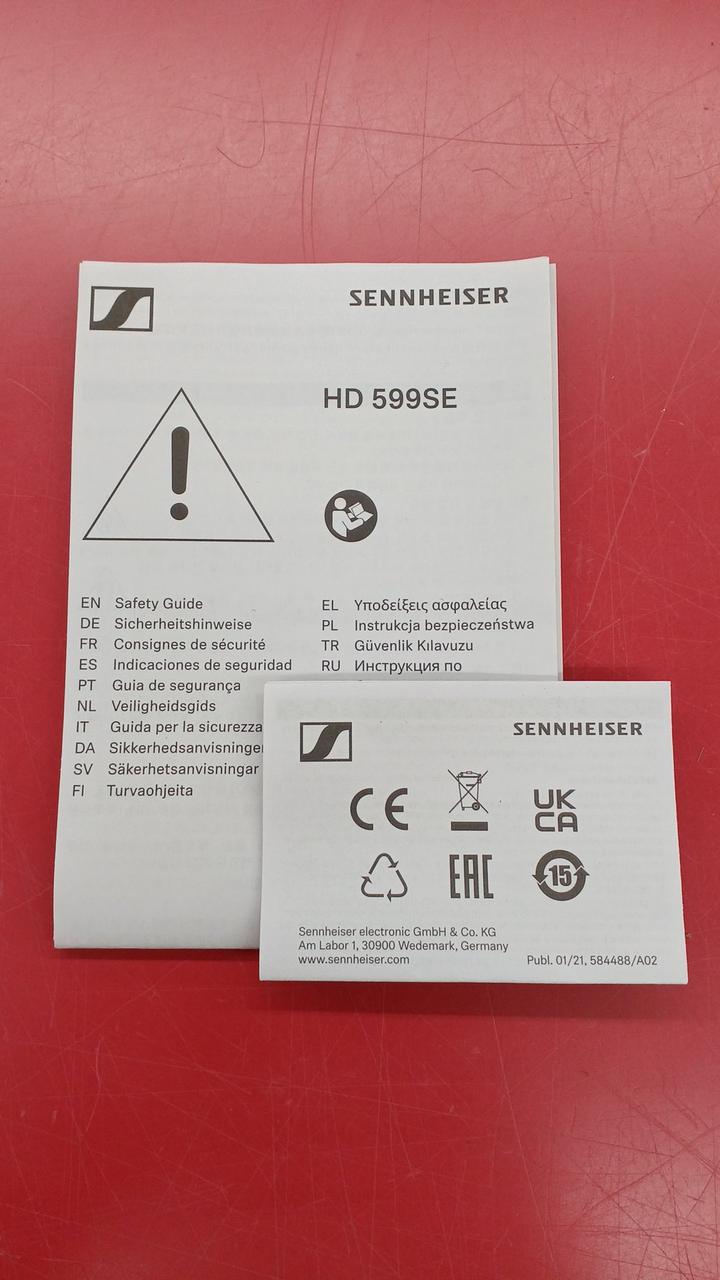 SENNHEISER
HD 599SE
EN Safety Guide
DE Sicherheitshinweise
FR Consignes de sécurité
ES Indicaciones de seguridad
PT Guia de segurança
NL Veiligheidsgids
IT Guida per la sicurezza
DA Sikkerhedsanvisninger
SV Säkerhetsanvisningar
FI Turvaohjeita
EL Υποδείξεις ασφαλείας
PL Instrukcja bezpieczeństwa
TR Güvenlik Kılavuzu
RU Инструкция по
SENNHEISER
CE
UK
CA
EAC
15
Sennheiser electronic GmbH & Co. KG
Am Labor 1, 30900 Wedemark, Germany
www.sennheiser.com
Publ. 01/21, 584488/A02